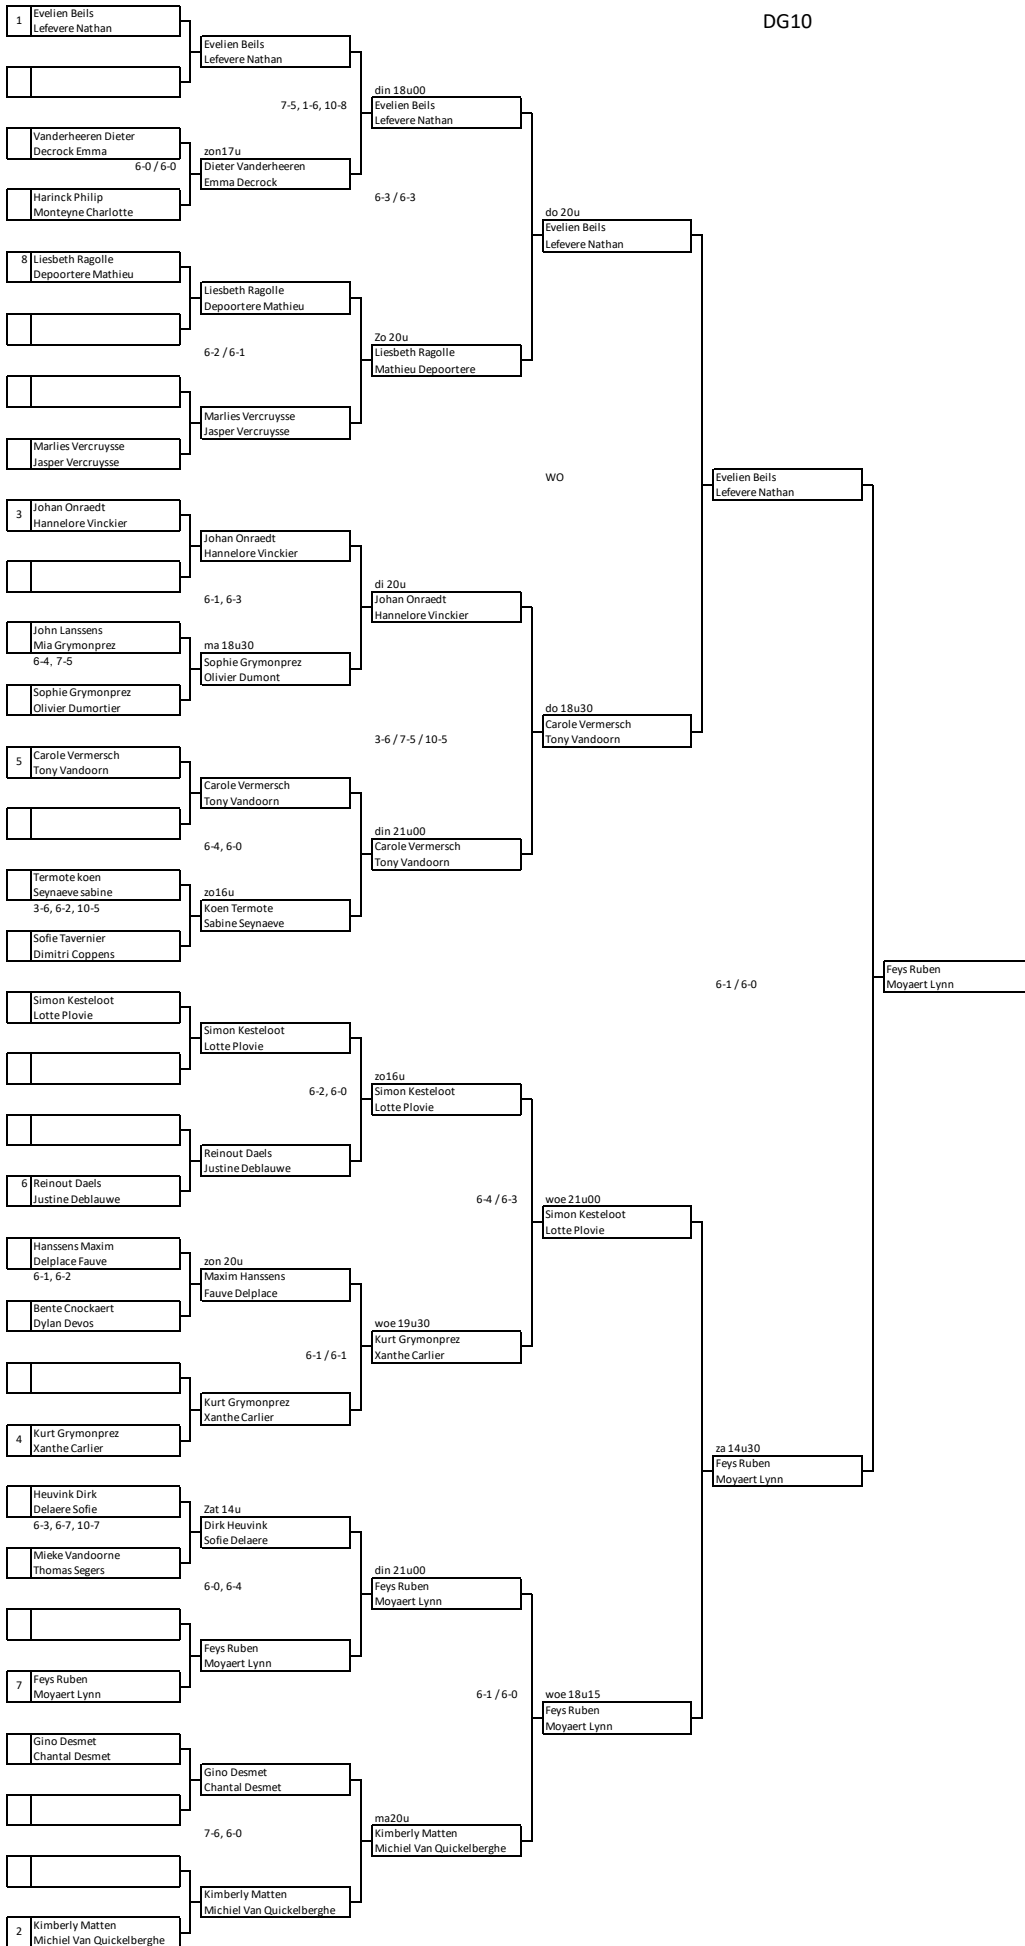 DG10
1
Evelien Beils
Lefevere Nathan
Evelien Beils
Lefevere Nathan
din 18u00
7-5, 1-6, 10-8
Evelien Beils
Lefevere Nathan
Vanderheeren Dieter
Decrock Emma
zon17u
6-0 / 6-0
Dieter Vanderheeren
Emma Decrock
Harinck Philip
Monteyne Charlotte
6-3 / 6-3
do 20u
Evelien Beils
Lefevere Nathan
8
Liesbeth Ragolle
Depoortere Mathieu
Liesbeth Ragolle
Depoortere Mathieu
Zo 20u
6-2 / 6-1
Liesbeth Ragolle
Mathieu Depoortere
Marlies Vercruysse
Jasper Vercruysse
Marlies Vercruysse
Jasper Vercruysse
WO
Evelien Beils
Lefevere Nathan
3
Johan Onraedt
Hannelore Vinckier
Johan Onraedt
Hannelore Vinckier
di 20u
6-1, 6-3
Johan Onraedt
Hannelore Vinckier
John Lanssens
Mia Grymonprez
ma 18u30
6-4, 7-5
Sophie Grymonprez
Olivier Dumont
Sophie Grymonprez
Olivier Dumortier
do 18u30
3-6 / 7-5 / 10-5
Carole Vermersch
Tony Vandoorn
5
Carole Vermersch
Tony Vandoorn
Carole Vermersch
Tony Vandoorn
din 21u00
6-4, 6-0
Carole Vermersch
Tony Vandoorn
Termote koen
Seynaeve sabine
zo16u
3-6, 6-2, 10-5
Koen Termote
Sabine Seynaeve
Sofie Tavernier
Dimitri Coppens
6-1 / 6-0
Feys Ruben
Moyaert Lynn
Simon Kesteloot
Lotte Plovie
Simon Kesteloot
Lotte Plovie
zo16u
6-2, 6-0
Simon Kesteloot
Lotte Plovie
Reinout Daels
Justine Deblauwe
6
Reinout Daels
Justine Deblauwe
6-4 / 6-3
woe 21u00
Simon Kesteloot
Lotte Plovie
Hanssens Maxim
Delplace Fauve
zon 20u
6-1, 6-2
Maxim Hanssens
Fauve Delplace
Bente Cnockaert
Dylan Devos
woe 19u30
6-1 / 6-1
Kurt Grymonprez
Xanthe Carlier
Kurt Grymonprez
Xanthe Carlier
4
Kurt Grymonprez
Xanthe Carlier
za 14u30
Feys Ruben
Moyaert Lynn
Heuvink Dirk
Delaere Sofie
Zat 14u
6-3, 6-7, 10-7
Dirk Heuvink
Sofie Delaere
Mieke Vandoorne
Thomas Segers
din 21u00
6-0, 6-4
Feys Ruben
Moyaert Lynn
Feys Ruben
Moyaert Lynn
7
Feys Ruben
Moyaert Lynn
6-1 / 6-0
woe 18u15
Feys Ruben
Moyaert Lynn
Gino Desmet
Chantal Desmet
Gino Desmet
Chantal Desmet
ma20u
7-6, 6-0
Kimberly Matten
Michiel Van Quickelberghe
Kimberly Matten
Michiel Van Quickelberghe
2
Kimberly Matten
Michiel Van Quickelberghe